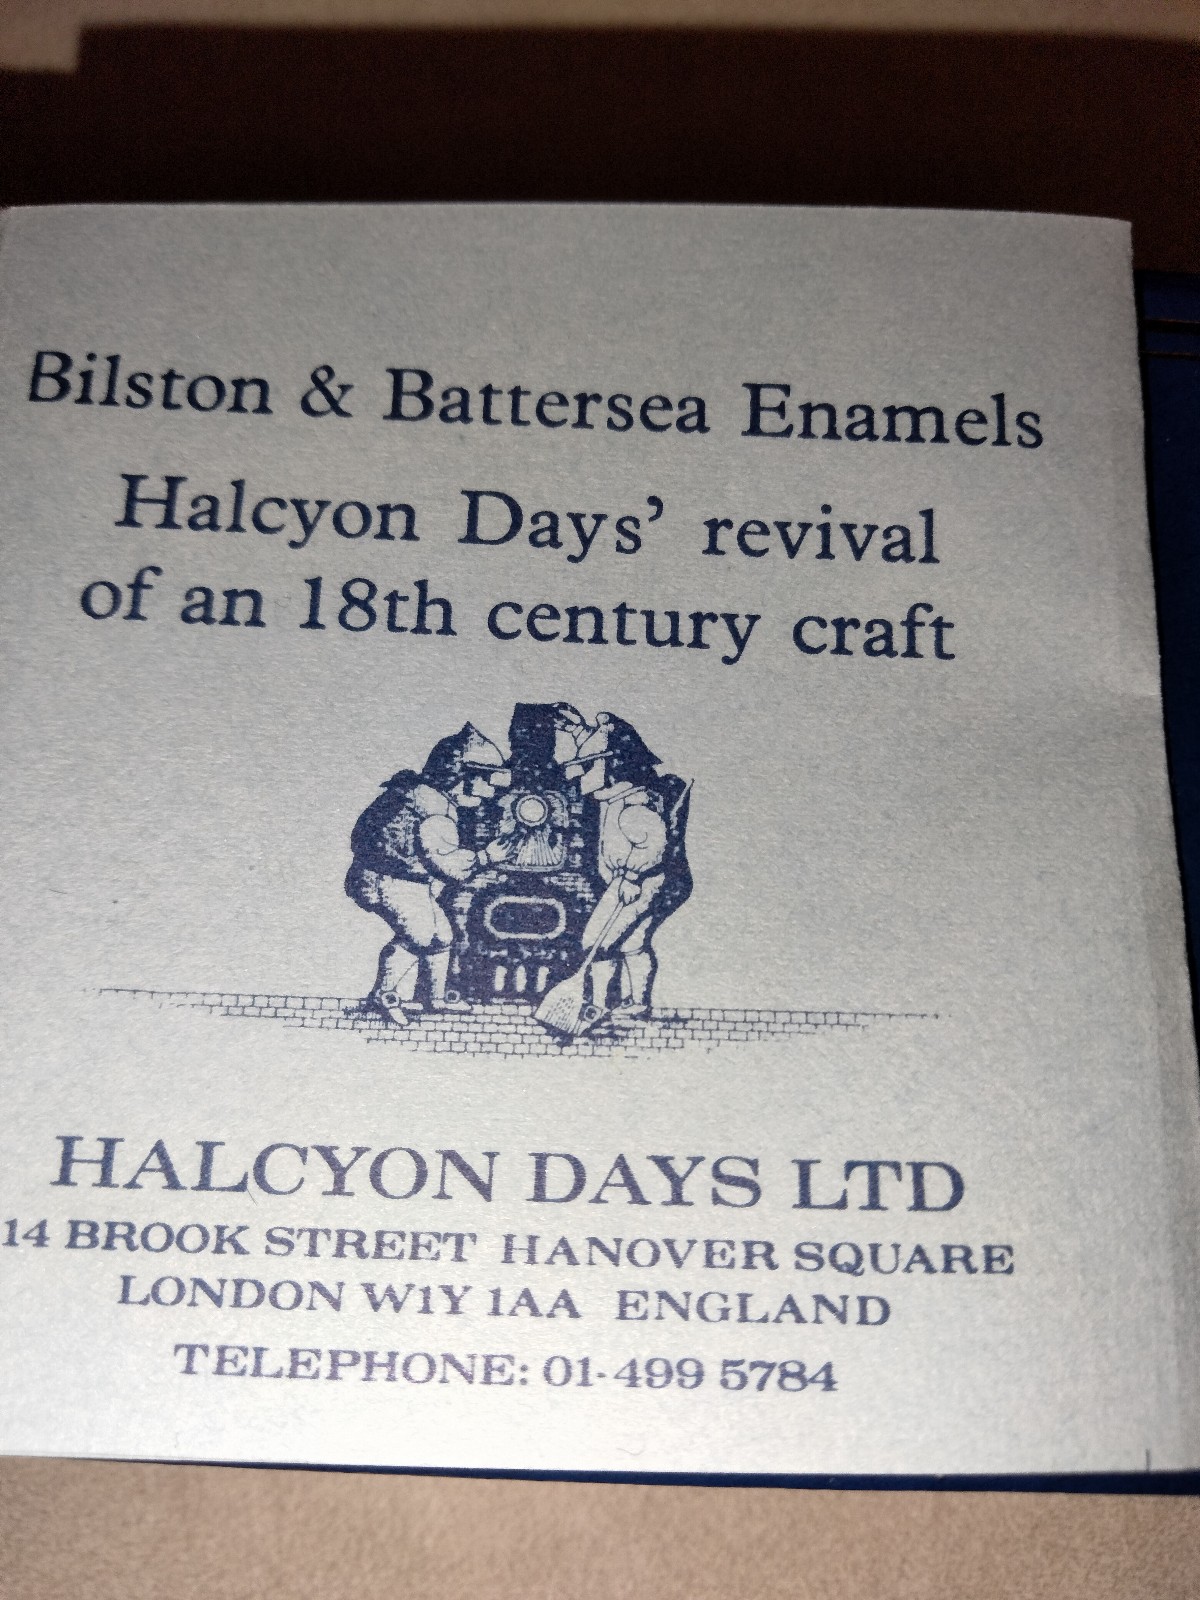 Bilston & Battersea Enamels
Halcyon Days’ revival
of an 18th century craft
HALCYON DAYS LTD
14 BROOK STREET HANOVER SQUARE
LONDON W1Y 1AA ENGLAND
TELEPHONE: 01-499 5784